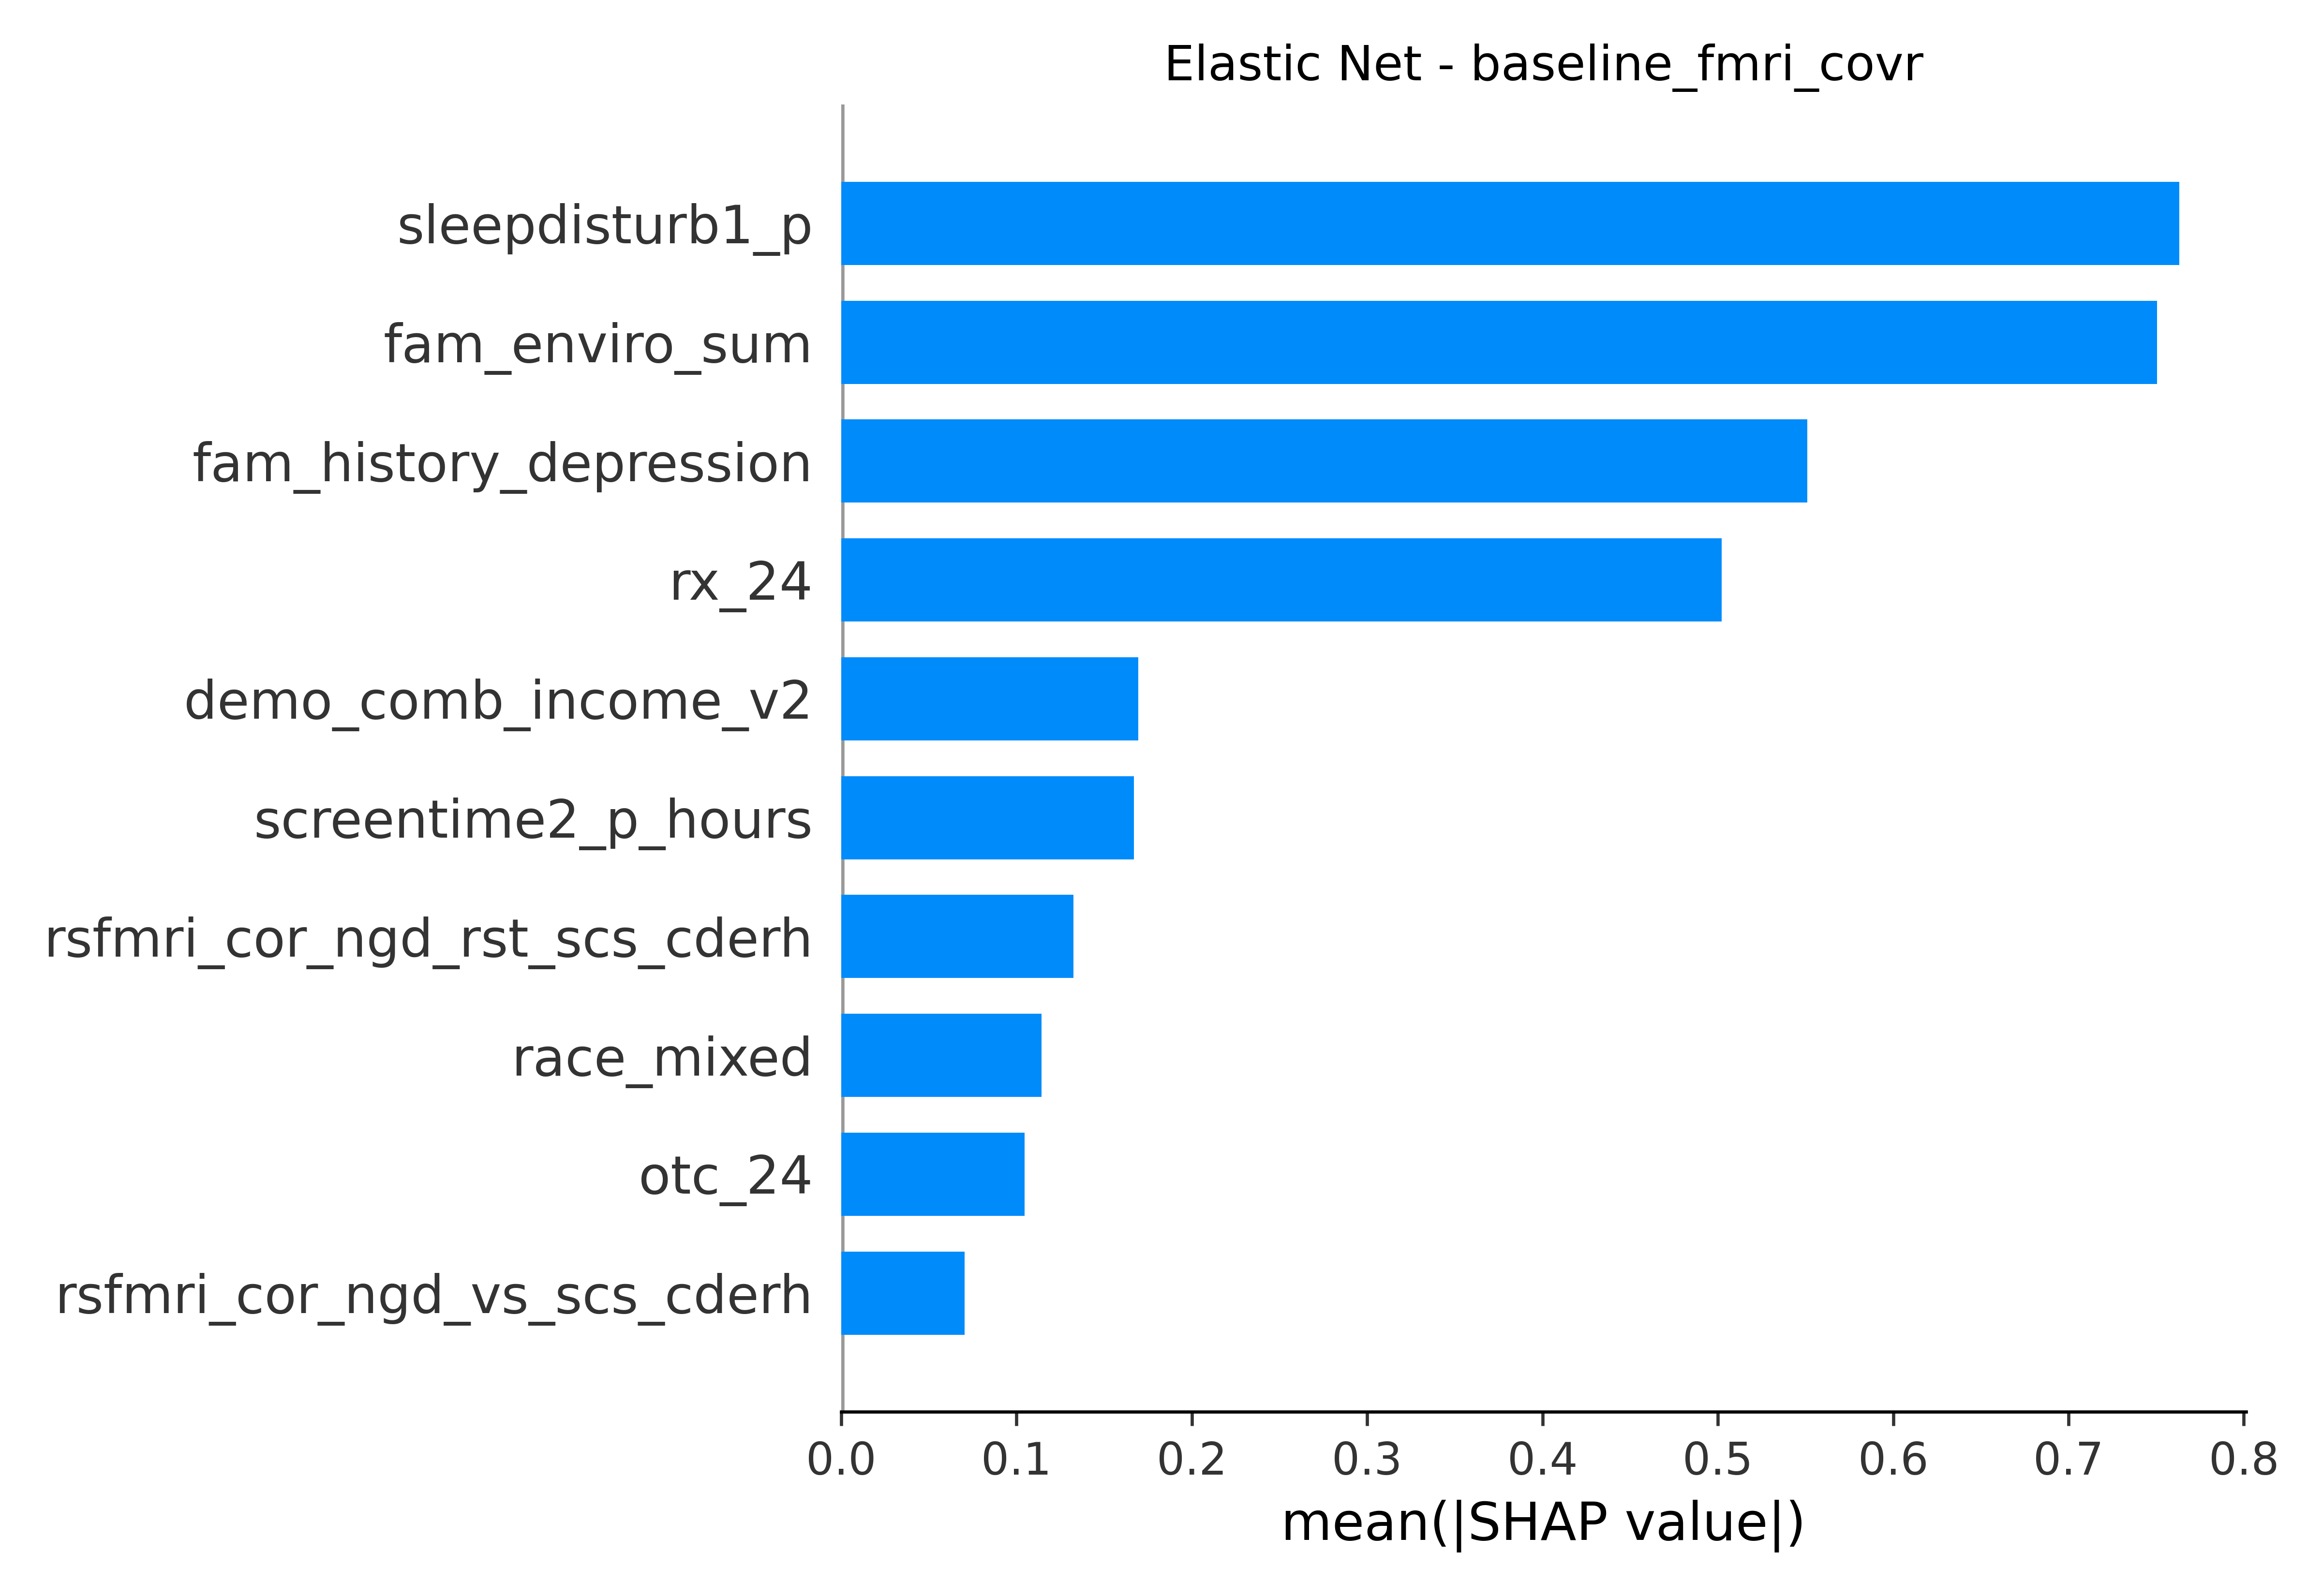 Elastic Net - baseline_fmri_covr
sleepdisturb1_p
fam_enviro_sum
fam_history_depression
rx_24
demo_comb_income_v2
screentime2_p_hours
rsfmri_cor_ngd_rst_scs_cderh
race_mixed
otc_24
rsfmri_cor_ngd_vs_scs_cderh
0.0 0.1 0.2 0.3 0.4 0.5 0.6 0.7 0.8
mean(|SHAP value|)